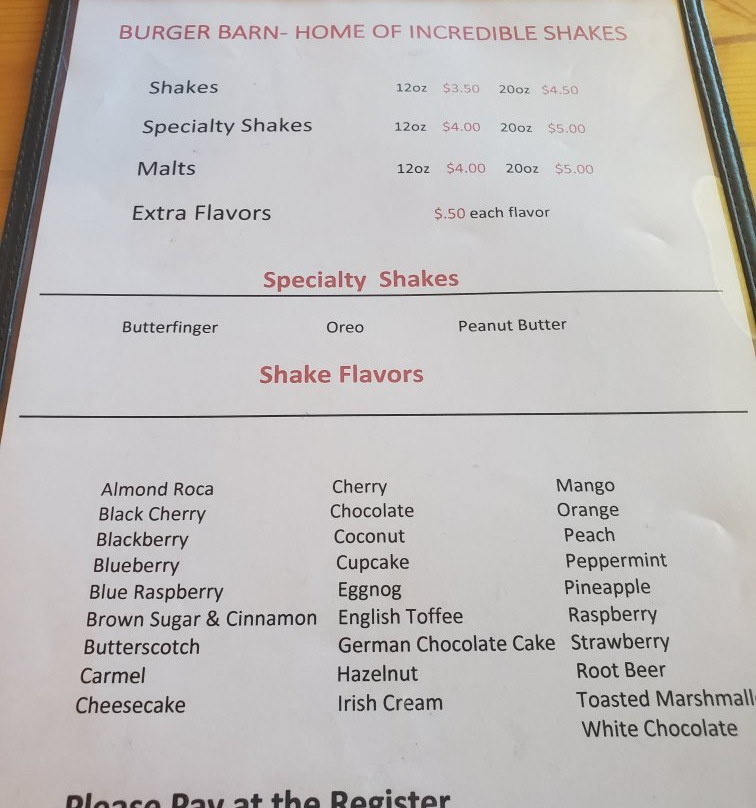 BURGER BARN- HOME OF INCREDIBLE SHAKES
Shakes 12oz $3.50 20oz $4.50
Specialty Shakes 12oz $4.00 20oz $5.00
Malts 12oz $4.00 20oz $5.00
Extra Flavors $.50 each flavor
Specialty Shakes
Butterfinger Oreo Peanut Butter
Shake Flavors
Almond Roca Cherry Mango
Black Cherry Chocolate Orange
Blackberry Coconut Peach
Blueberry Cupcake Peppermint
Blue Raspberry Eggnog Pineapple
Brown Sugar & Cinnamon English Toffee Raspberry
Butterscotch German Chocolate Cake Strawberry
Carmel Hazelnut Root Beer
Cheesecake Irish Cream Toasted Marshmall
White Chocolate
Please Pay at the Register